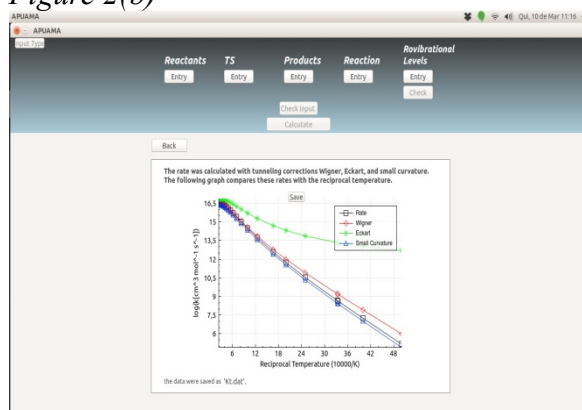 Figure 2(b)
APUAMA
Qui, 10 de Mar 11:16
APUAMA
Input Type
Reactants TS Products Reaction Rovibrational Levels
Entry Entry Entry Entry Entry
Check
Check Input
Calculate
Back
The rate was calculated with tunneling corrections Wigner, Eckart, and small curvature.
The following graph compares these rates with the reciprocal temperature.
Save
Rate
Wigner
Eckart
Small Curvature
log(k[cm^3 mol^-1 s^-1])
16,5
15
13,5
12
10,5
9
7,5
6
6 12 18 24 30 36 42 48
Reciprocal Temperature (10000/K)
the data were saved as 'Kt.dat'.